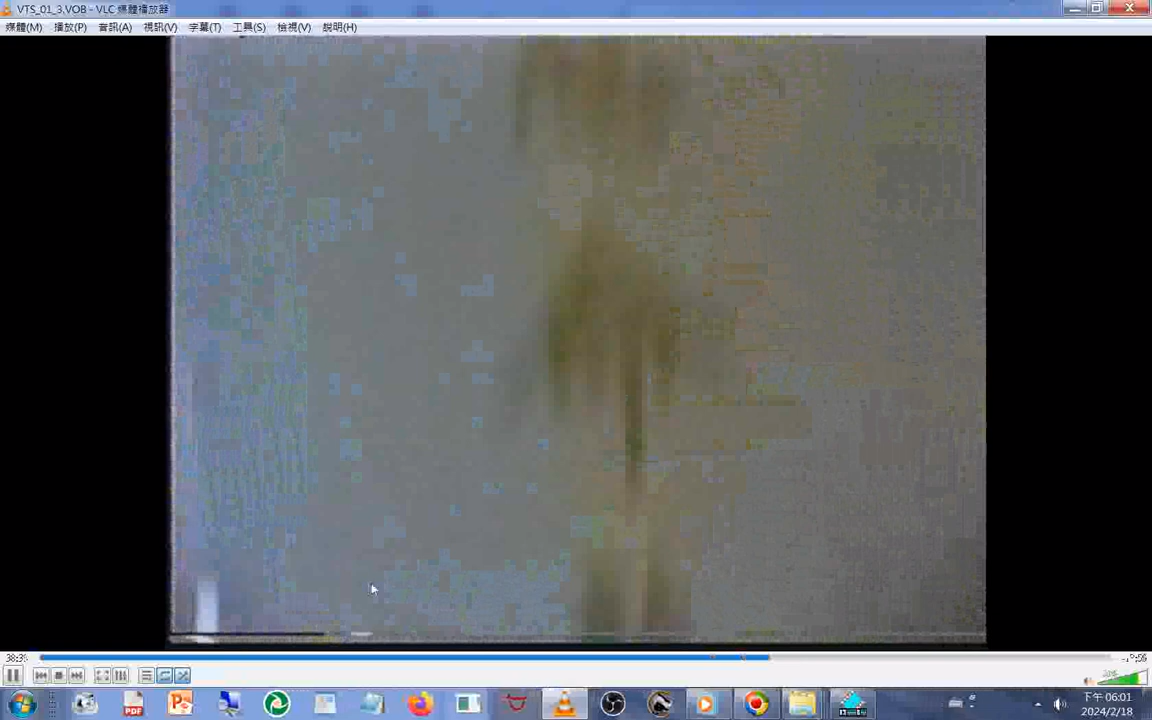 VTS_01_3.VOB - VLC 媒體播放器
媒體(M) 播放(P) 音訊(A) 視訊(V) 字幕(T) 工具(S) 檢視(V) 說明(H)
PDF
下午 06:01
2024/2/18